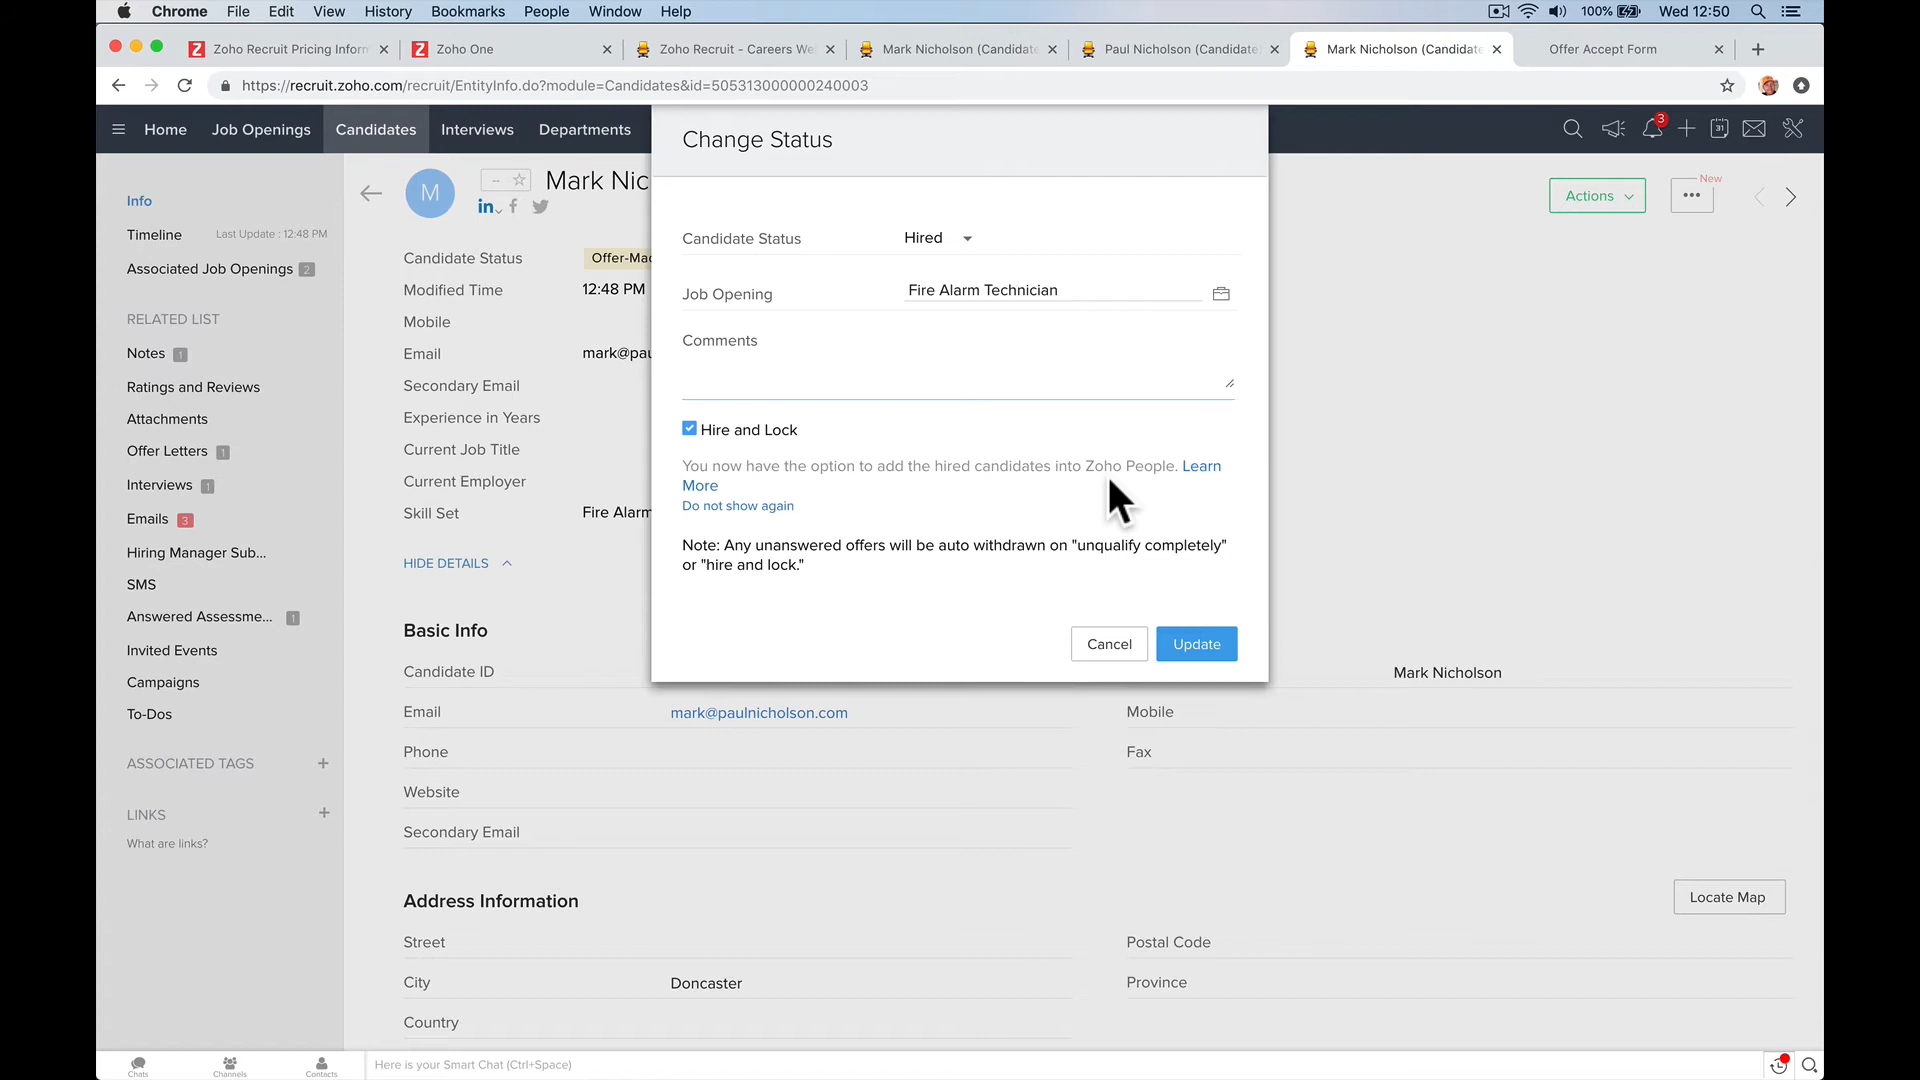 Chrome File Edit View History Bookmarks People Window Help 100% Wed 12:50
Zoho Recruit Pricing Inform Zoho One Zoho Recruit - Careers We Mark Nicholson (Candidate Paul Nicholson (Candidate Mark Nicholson (Candidate Offer Accept Form
https://recruit.zoho.com/recruit/EntityInfo.do?module=Candidates&id=505313000000240003
Home Job Openings Candidates Interviews Departments 3 31
Change Status
Info
Timeline Last Update : 12:48 PM
Associated Job Openings 2
RELATED LIST
Notes 1
Ratings and Reviews
Attachments
Offer Letters 1
Interviews 1
Emails 3
Hiring Manager Sub...
SMS
Answered Assessme... 1
Invited Events
Campaigns
To-Dos
ASSOCIATED TAGS +
LINKS +
What are links?
M -- Mark Nic
in
New
Actions ...
Candidate Status Offer-Mad
Modified Time 12:48 PM
Mobile
Email mark@pau
Secondary Email
Experience in Years
Current Job Title
Current Employer
Skill Set Fire Alarm
HIDE DETAILS
Candidate Status Hired
Job Opening Fire Alarm Technician
Comments
Hire and Lock
You now have the option to add the hired candidates into Zoho People. Learn
More
Do not show again
Note: Any unanswered offers will be auto withdrawn on "unqualify completely"
or "hire and lock."
Cancel Update
Basic Info
Candidate ID Mark Nicholson
Email mark@paulnicholson.com Mobile
Phone Fax
Website
Secondary Email
Address Information Locate Map
Street Postal Code
City Doncaster Province
Country
Chats Channels Contacts Here is your Smart Chat (Ctrl+Space)